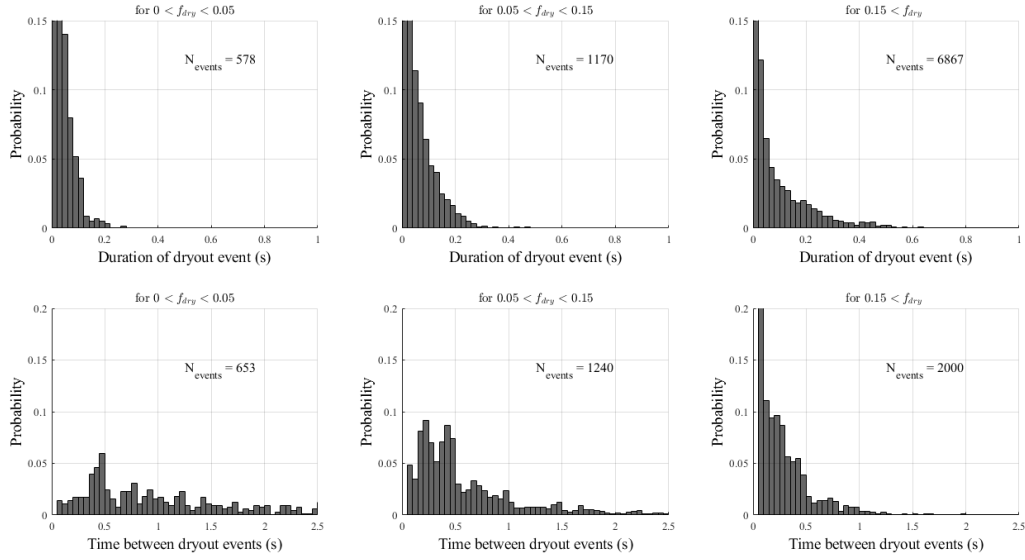 for 0 < f_dry < 0.05
0.15
0.1
0.05
0
Probability
N_events = 578
0 0.2 0.4 0.6 0.8 1
Duration of dryout event (s)
for 0.05 < f_dry < 0.15
0.15
0.1
0.05
0
Probability
N_events = 1170
0 0.2 0.4 0.6 0.8 1
Duration of dryout event (s)
for 0.15 < f_dry
0.15
0.1
0.05
0
Probability
N_events = 6867
0 0.2 0.4 0.6 0.8 1
Duration of dryout event (s)
for 0 < f_dry < 0.05
0.2
0.15
0.1
0.05
0
Probability
N_events = 653
0 0.5 1 1.5 2 2.5
Time between dryout events (s)
for 0.05 < f_dry < 0.15
0.2
0.15
0.1
0.05
0
Probability
N_events = 1240
0 0.5 1 1.5 2 2.5
Time between dryout events (s)
for 0.15 < f_dry
0.2
0.15
0.1
0.05
0
Probability
N_events = 2000
0 0.5 1 1.5 2 2.5
Time between dryout events (s)